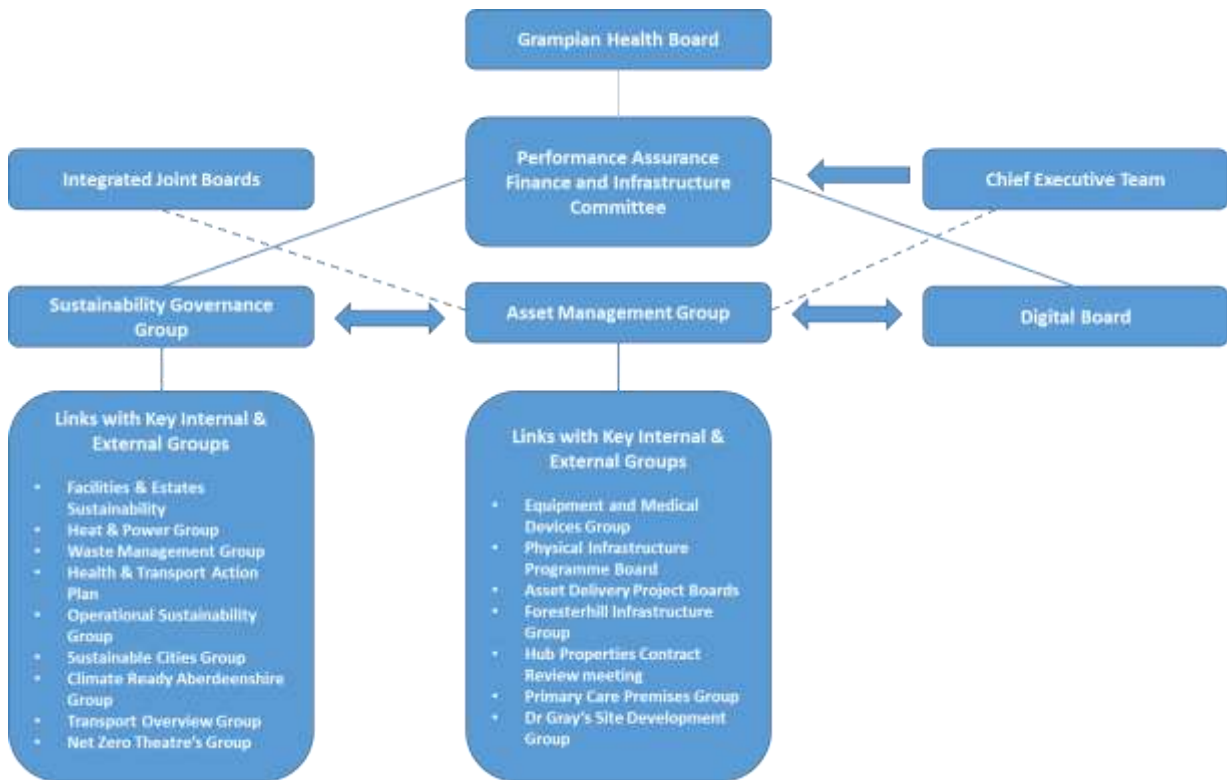 Grampian Health Board
Performance Assurance
Finance and Infrastructure
Committee
Integrated Joint Boards
Chief Executive Team
Sustainability Governance
Group
Asset Management Group
Digital Board
Links with Key Internal &
External Groups
• Facilities & Estates
Sustainability
• Heat & Power Group
• Waste Management Group
• Health & Transport Action
Plan
• Operational Sustainability
Group
• Sustainable Cities Group
• Climate Ready Aberdeenshire
Group
• Transport Overview Group
• Net Zero Theatre's Group
Links with Key Internal &
External Groups
• Equipment and Medical
Devices Group
• Physical Infrastructure
Programme Board
• Asset Delivery Project Boards
• Foresterhill Infrastructure
Group
• Hub Properties Contract
Review meeting
• Primary Care Premises Group
• Dr Gray's Site Development
Group